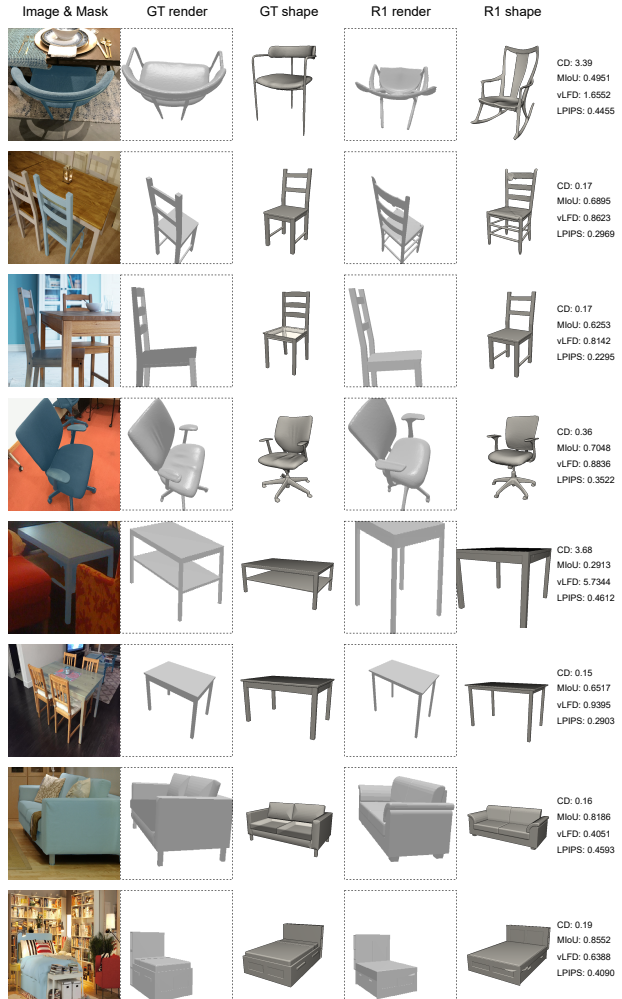 Image & Mask GT render GT shape R1 render R1 shape
CD: 3.39
MIoU: 0.4951
vLFD: 1.6552
LPIPS: 0.4455
CD: 0.17
MIoU: 0.6895
vLFD: 0.8623
LPIPS: 0.2969
CD: 0.17
MIoU: 0.6253
vLFD: 0.8142
LPIPS: 0.2295
CD: 0.36
MIoU: 0.7048
vLFD: 0.8836
LPIPS: 0.3522
CD: 3.68
MIoU: 0.2913
vLFD: 5.7344
LPIPS: 0.4612
CD: 0.15
MIoU: 0.6517
vLFD: 0.9395
LPIPS: 0.2903
CD: 0.16
MIoU: 0.8186
vLFD: 0.4051
LPIPS: 0.4593
CD: 0.19
MIoU: 0.8552
vLFD: 0.6388
LPIPS: 0.4090